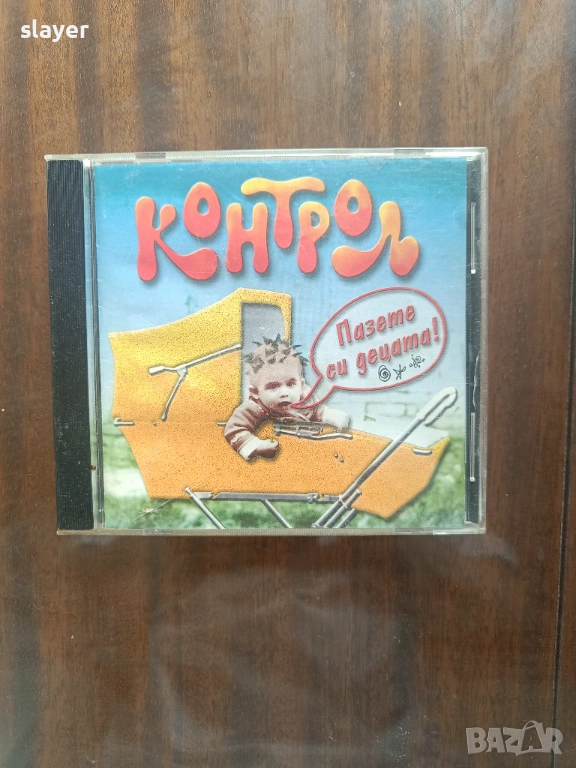 slayer
Контрол
Пазете
си децата!
BAZAR